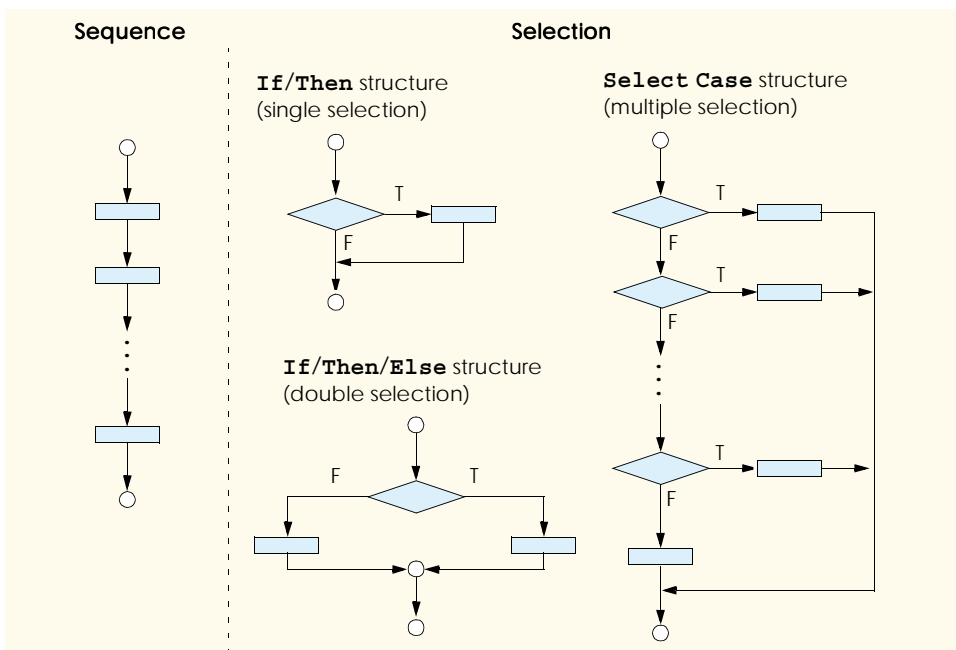 Sequence
Selection
If/Then structure
(single selection)
T
F
If/Then/Else structure
(double selection)
F
T
Select Case structure
(multiple selection)
T
F
T
F
T
F